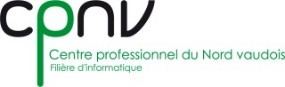 cpnv
Centre professionnel du Nord vaudois
Filière d'informatique